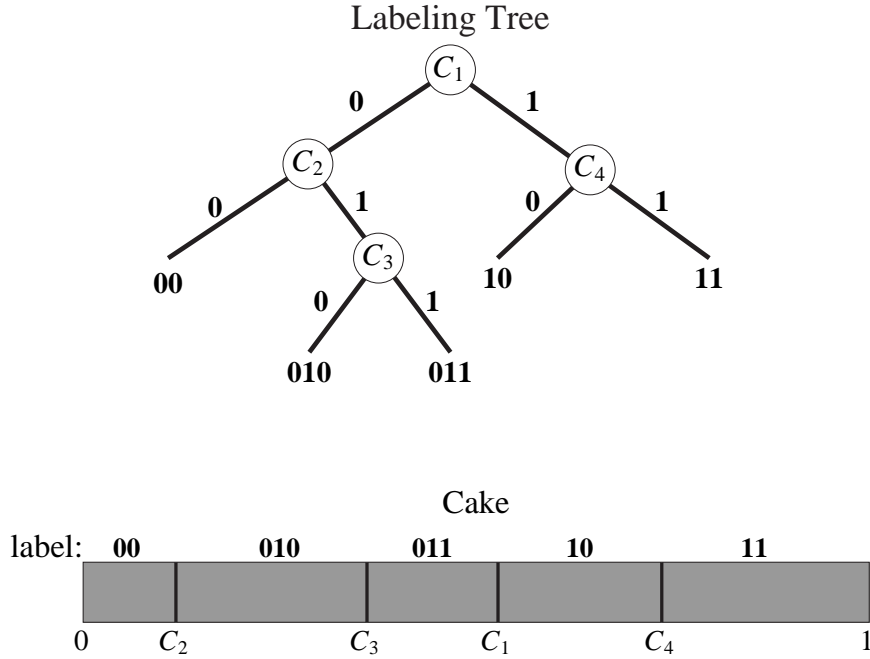 Labeling Tree
C1
0 1
C2 C4
0 1 0 1
00 C3 10 11
0 1
010 011
Cake
label: 00 010 011 10 11
0 C2 C3 C1 C4 1